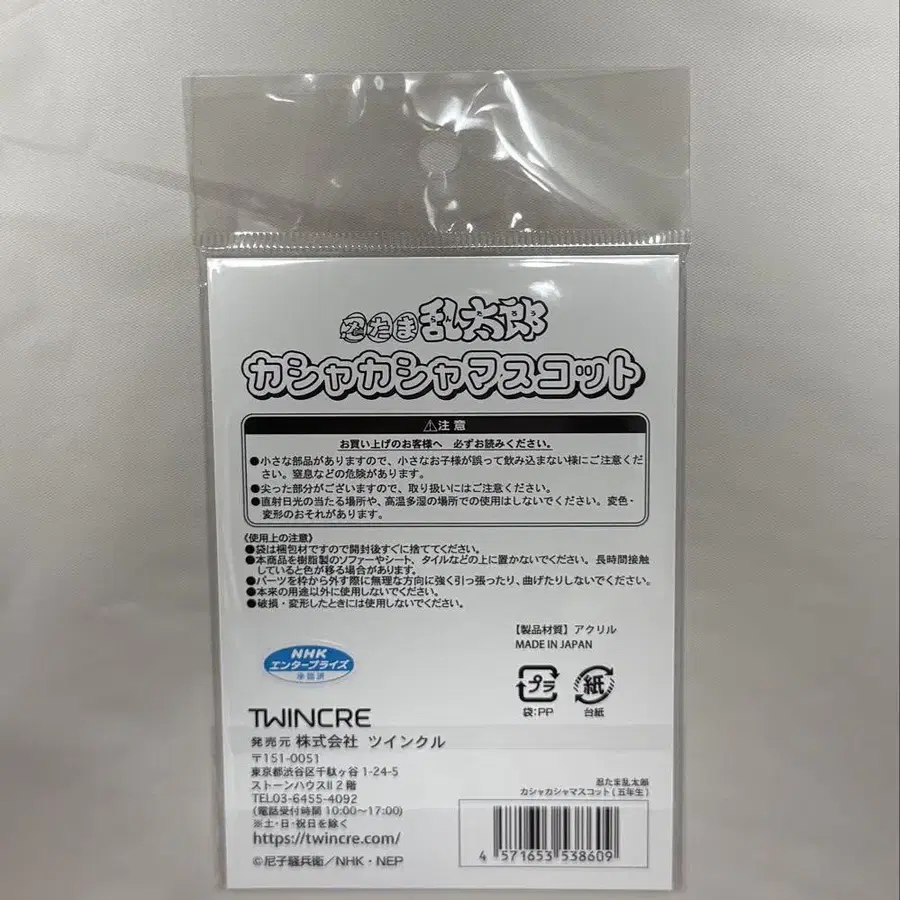 忍たま乱太郎
カシャカシャマスコット
⚠注意
お買い上げのお客様へ 必ずお読みください。
●小さな部品がありますので、小さなお子様が誤って飲み込まない様にご注意くだ
さい。窒息などの危険があります。
●尖った部分がございますので、取り扱いにはご注意ください。
●直射日光の当たる場所や、高温多湿の場所での使用はしないでください。変色・
変形のおそれがあります。
《使用上の注意》
●袋は梱包材ですので開封後すぐに捨ててください。
●本商品を樹脂製のソファーやシート、タイルなどの上に置かないでください。長時間接触
していると色が移る場合があります。
●パーツを枠から外す際に無理な方向に強く引っ張ったり、曲げたりしないでください。
●本来の用途以外に使用しないでください。
●破損・変形したときには使用しないでください。
【製品材質】アクリル
MADE IN JAPAN
NHK
エンタープライズ
承認済
プラ
袋:PP
紙
台紙
TWINCRE
発売元 株式会社 ツインクル
〒151-0051
東京都渋谷区千駄ヶ谷 1-24-5
ストーンハウスII 2階
TEL03-6455-4092
(電話受付時間 10:00~17:00)
※土・日・祝日を除く
https://twincre.com/
©尼子騒兵衛/NHK・NEP
忍たま乱太郎
カシャカシャマスコット(五年生)
4 571653 538609